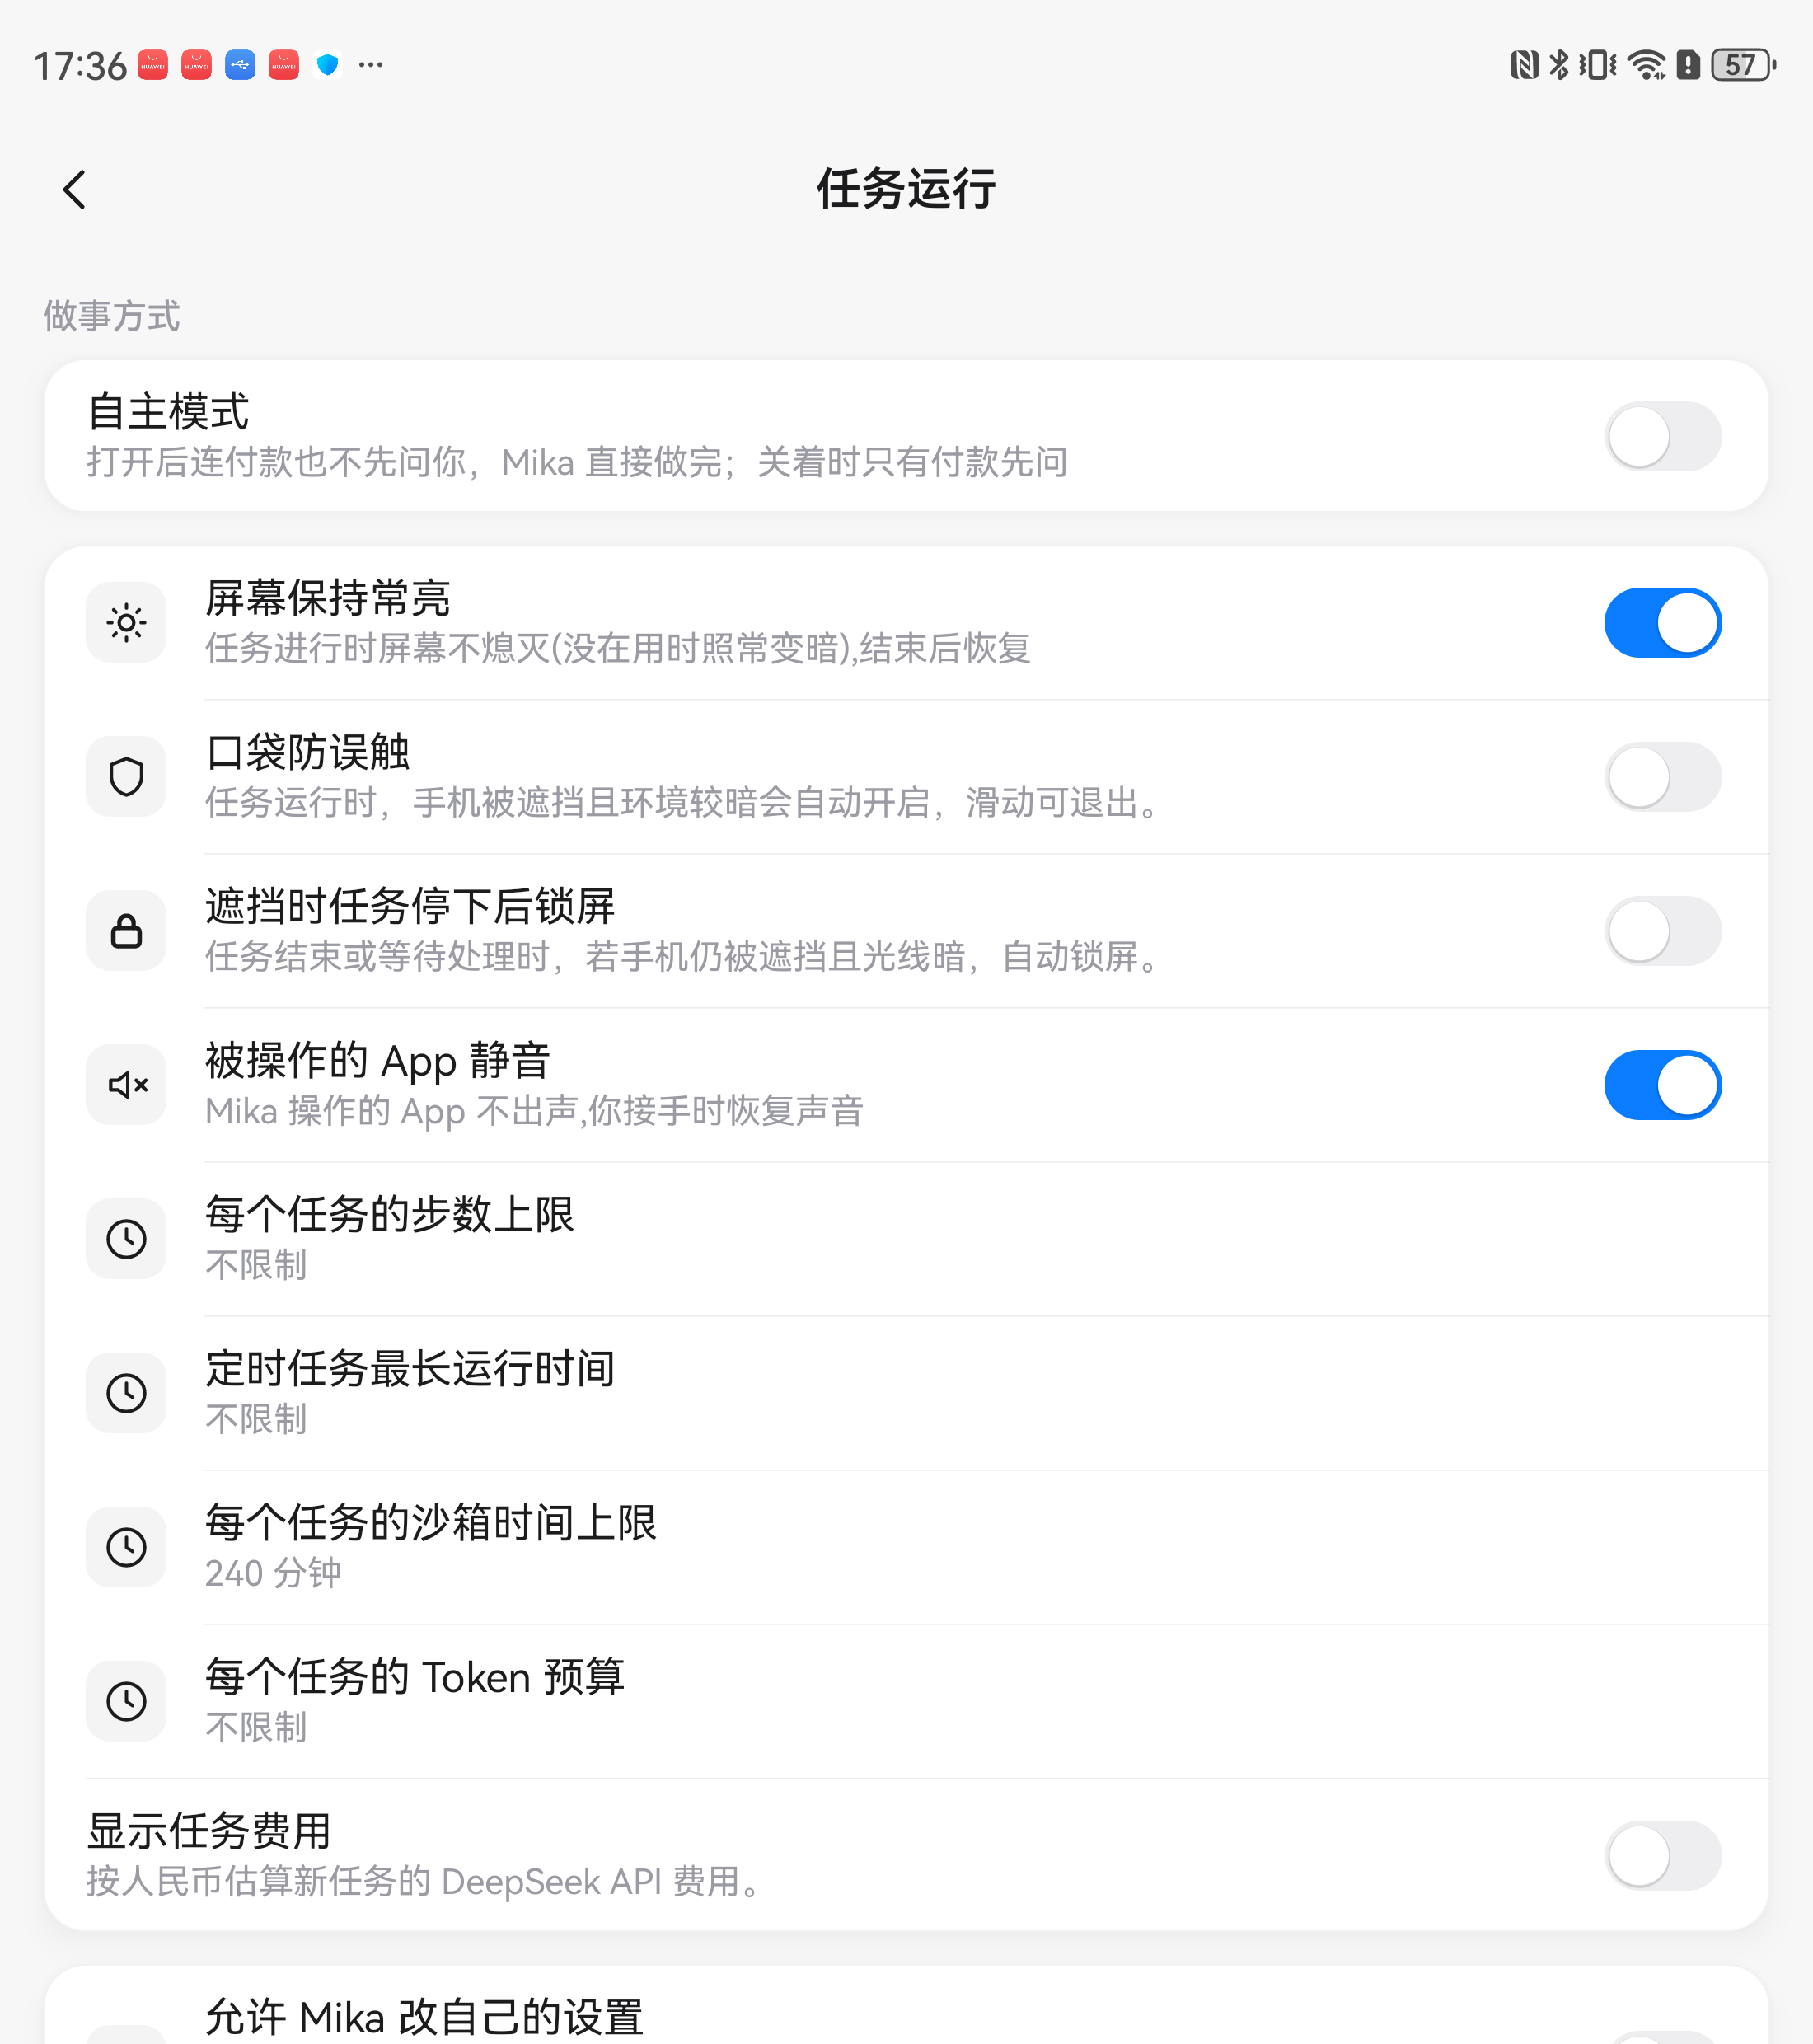 17:36
HUAWEI HUAWEI HUAWEI
57
任务运行
做事方式
自主模式
打开后连付款也不先问你，Mika 直接做完；关着时只有付款先问
屏幕保持常亮
任务进行时屏幕不熄灭(没在用时照常变暗),结束后恢复
口袋防误触
任务运行时，手机被遮挡且环境较暗会自动开启，滑动可退出。
遮挡时任务停下后锁屏
任务结束或等待处理时，若手机仍被遮挡且光线暗，自动锁屏。
被操作的 App 静音
Mika 操作的 App 不出声,你接手时恢复声音
每个任务的步数上限
不限制
定时任务最长运行时间
不限制
每个任务的沙箱时间上限
240 分钟
每个任务的 Token 预算
不限制
显示任务费用
按人民币估算新任务的 DeepSeek API 费用。
允许 Mika 改自己的设置